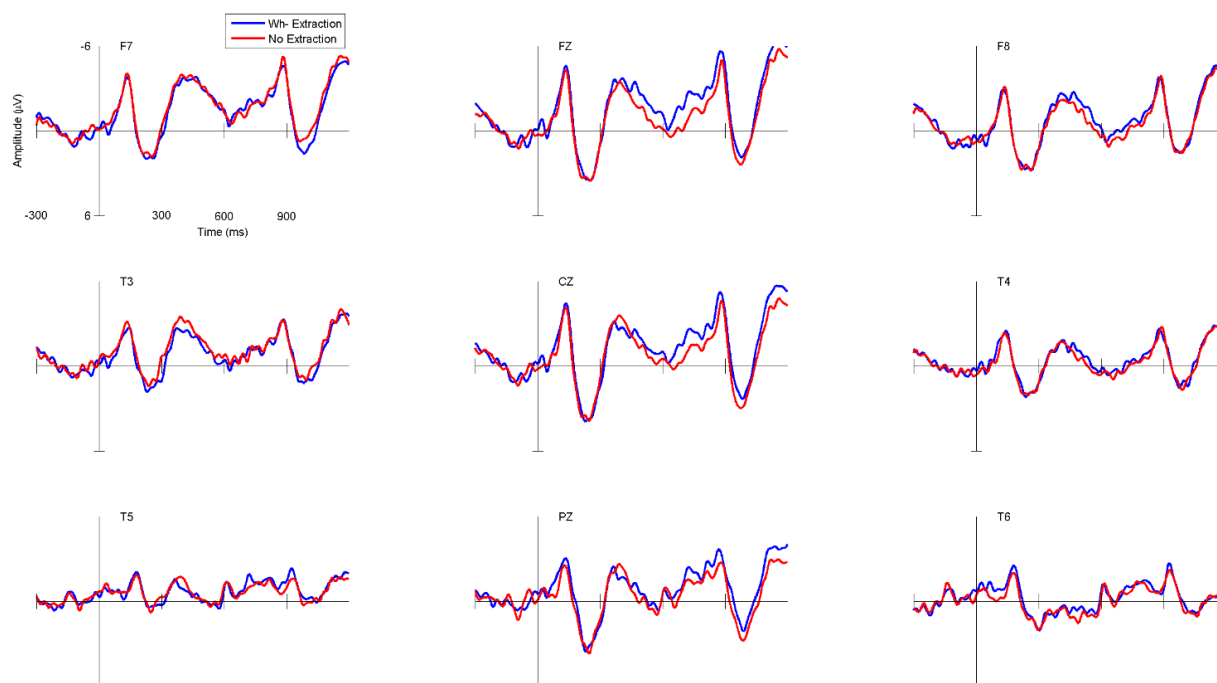 Wh- Extraction
No Extraction
-6
F7
FZ
F8
Amplitude (µV)
-300
6
300
600
900
Time (ms)
T3
CZ
T4
T5
PZ
T6